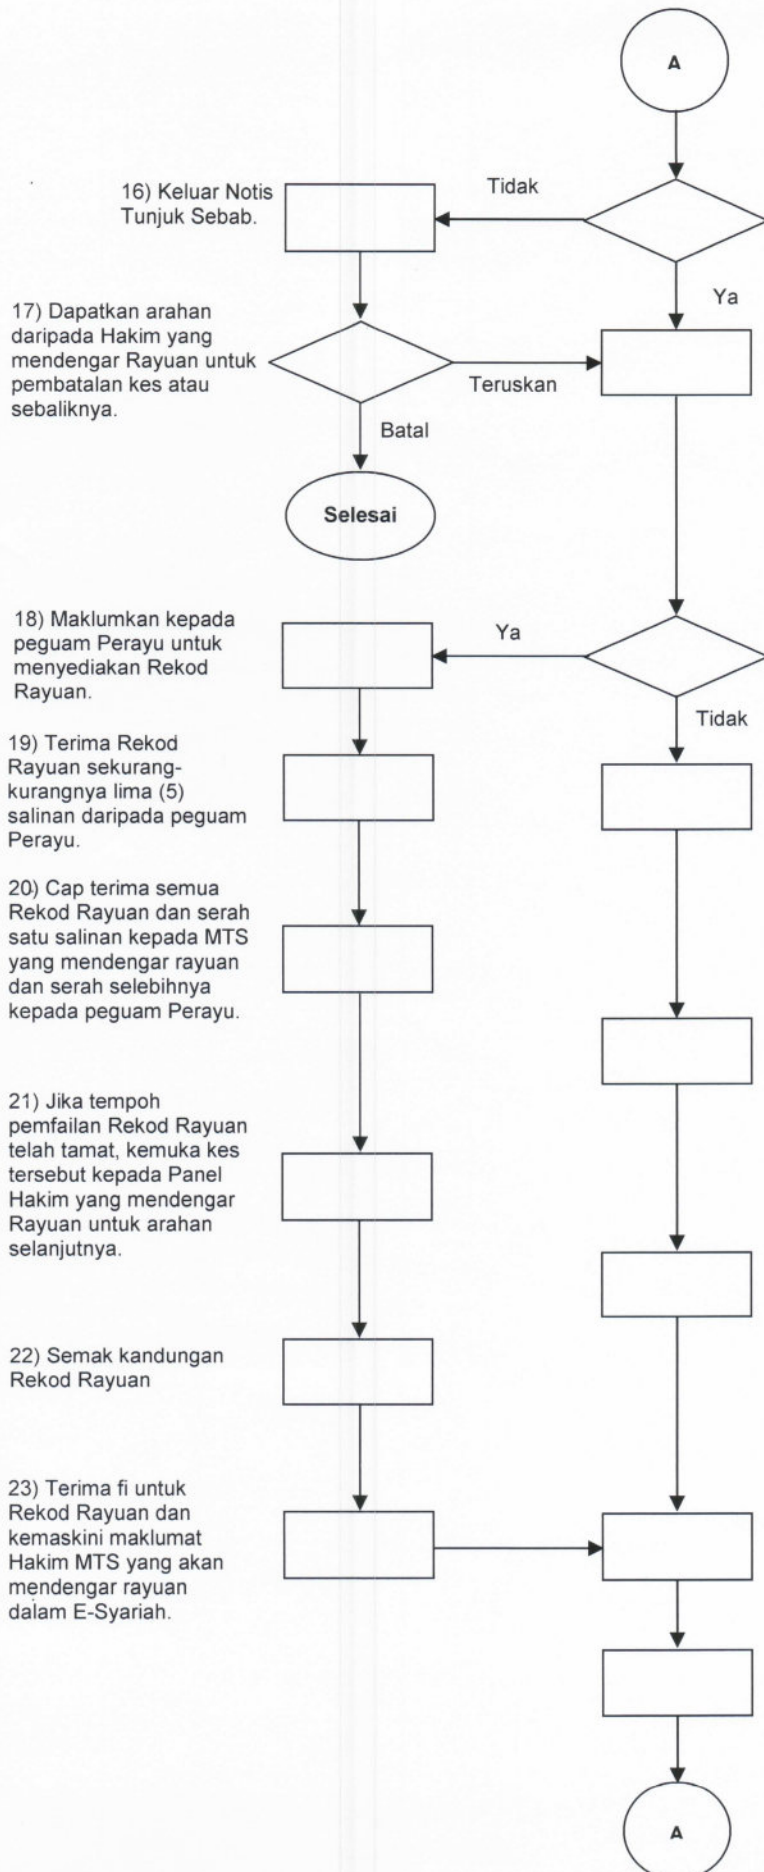 A
16) Keluar Notis
Tunjuk Sebab.
Tidak
Ya
17) Dapatkan arahan
daripada Hakim yang
mendengar Rayuan untuk
pembatalan kes atau
sebaliknya.
Teruskan
Batal
Selesai
18) Maklumkan kepada
peguam Perayu untuk
menyediakan Rekod
Rayuan.
Ya
Tidak
19) Terima Rekod
Rayuan sekurang-
kurangnya lima (5)
salinan daripada peguam
Perayu.
20) Cap terima semua
Rekod Rayuan dan serah
satu salinan kepada MTS
yang mendengar rayuan
dan serah selebihnya
kepada peguam Perayu.
21) Jika tempoh
pemfailan Rekod Rayuan
telah tamat, kemuka kes
tersebut kepada Panel
Hakim yang mendengar
Rayuan untuk arahan
selanjutnya.
22) Semak kandungan
Rekod Rayuan
23) Terima fi untuk
Rekod Rayuan dan
kemaskini maklumat
Hakim MTS yang akan
mendengar rayuan
dalam E-Syariah.
A